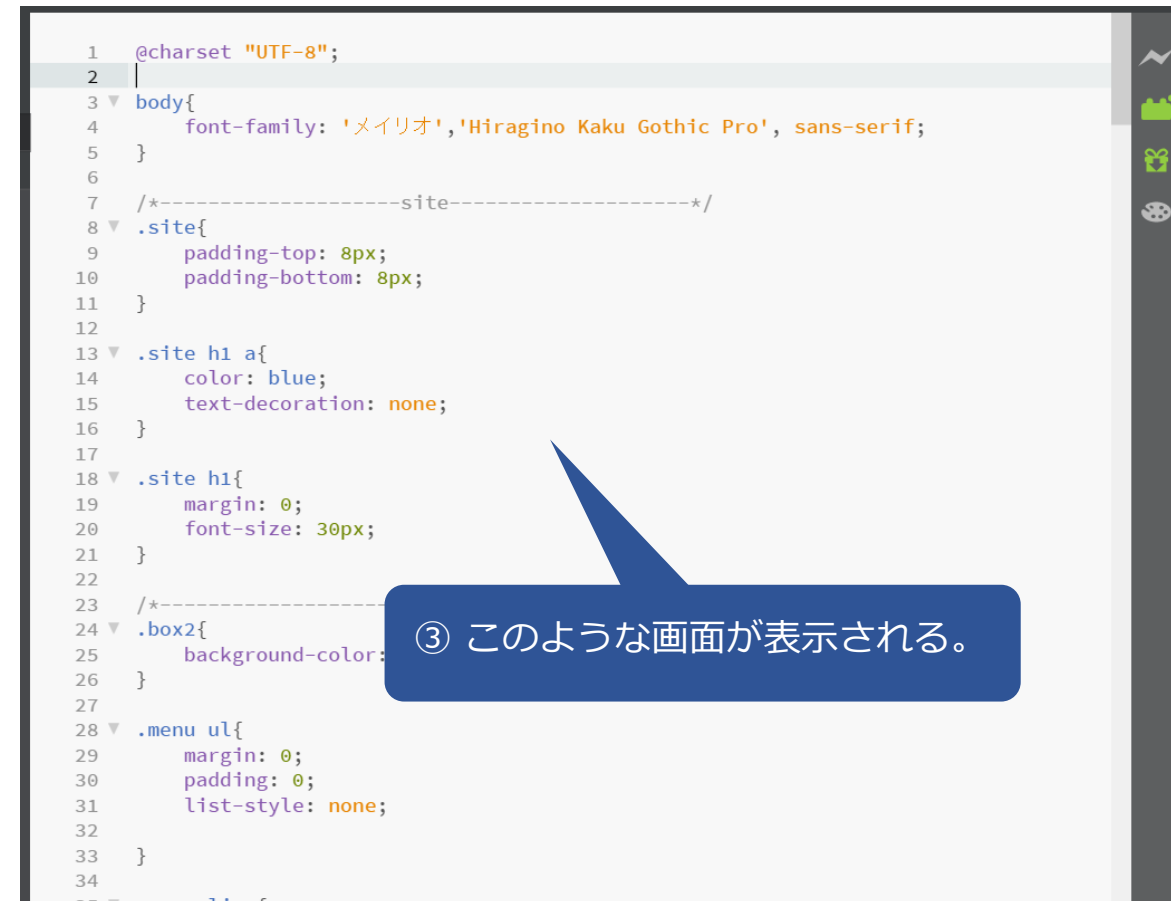 1 @charset "UTF-8";
2
3 body{
4 font-family: 'メイリオ','Hiragino Kaku Gothic Pro', sans-serif;
5 }
6
7 /*--------------------site--------------------*/
8 .site{
9 padding-top: 8px;
10 padding-bottom: 8px;
11 }
12
13 .site h1 a{
14 color: blue;
15 text-decoration: none;
16 }
17
18 .site h1{
19 margin: 0;
20 font-size: 30px;
21 }
22
23 /*-------------------
24 .box2{
25 background-color:
26 }
27
28 .menu ul{
29 margin: 0;
30 padding: 0;
31 list-style: none;
32
33 }
34
③ このような画面が表示される。